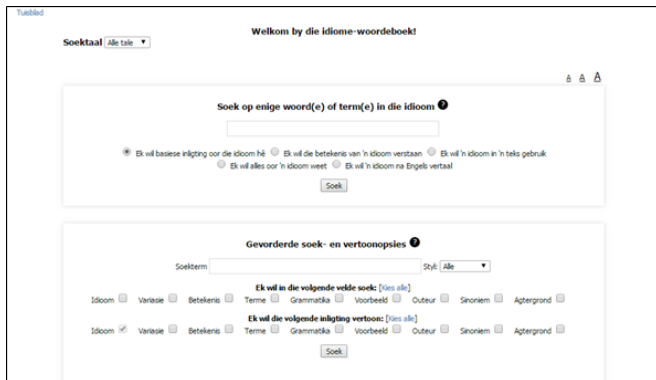 Tuisblad
Welkom by die idiome-woordeboek!
Soektaal Alle tale
A A A
Soek op enige woord(e) of term(e) in die idioom ?
Ek wil basiese inligting oor die idioom hê Ek wil die betekenis van 'n idioom verstaan Ek wil 'n idioom in 'n teks gebruik
Ek wil alles oor 'n idioom weet Ek wil 'n idioom na Engels vertaal
Soek
Gevorderde soek- en vertoonopsies ?
Soekterm Styl: Alle
Ek wil in die volgende velde soek: [Kies alle]
Idioom Variasie Betekenis Terme Grammatika Voorbeeld Outeur Sinoniem Agtergrond
Ek wil die volgende inligting vertoon: [Kies alle]
Idioom Variasie Betekenis Terme Grammatika Voorbeeld Outeur Sinoniem Agtergrond
Soek